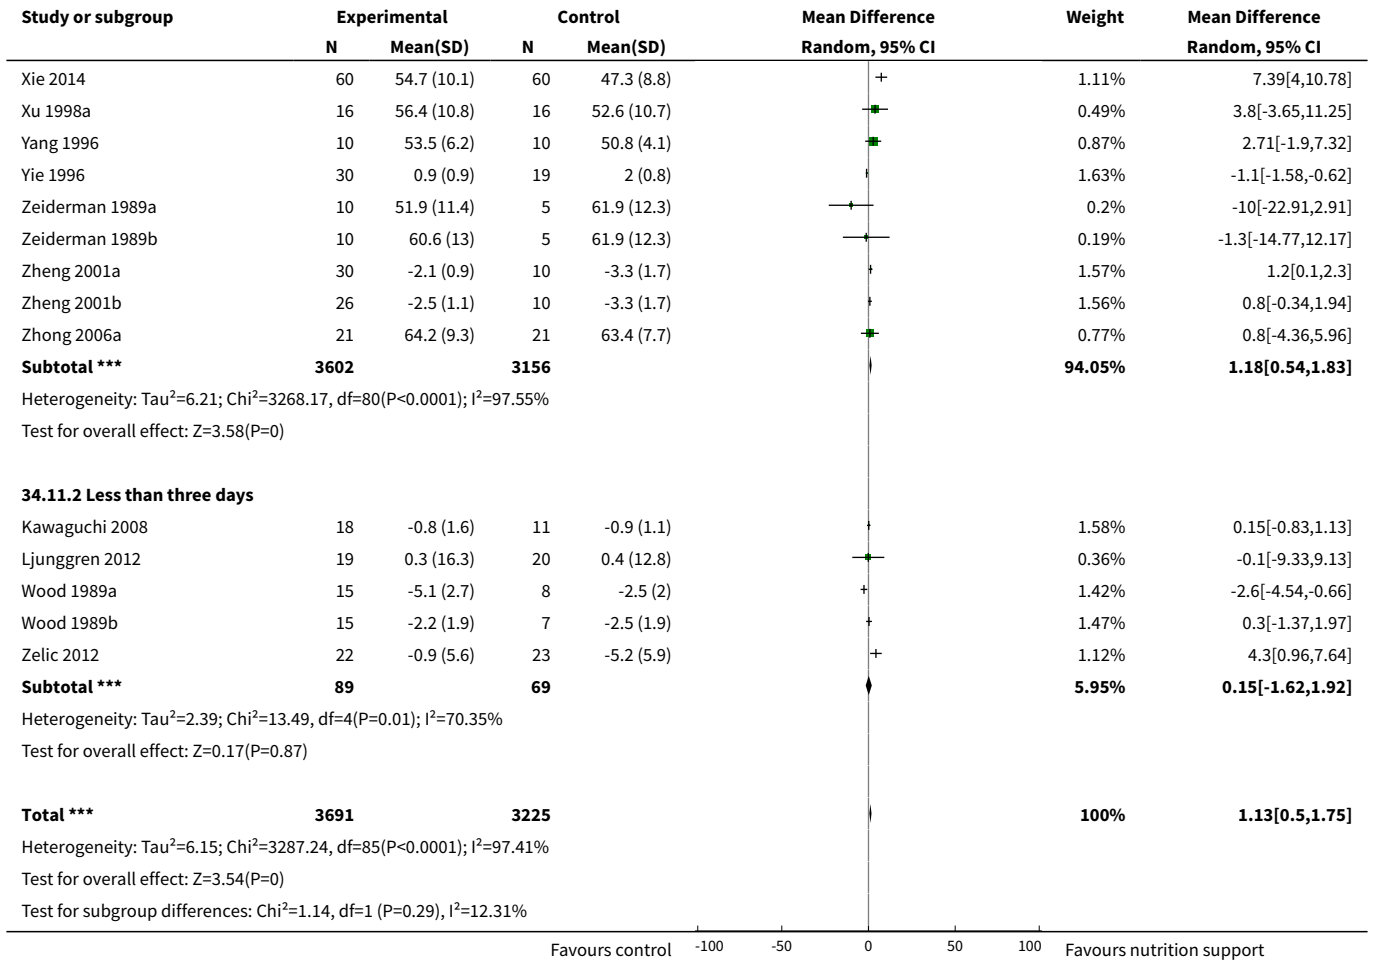 Study or subgroup Experimental Control Mean Difference Weight Mean Difference
N Mean(SD) N Mean(SD) Random, 95% CI Random, 95% CI
Xie 2014 60 54.7 (10.1) 60 47.3 (8.8) 1.11% 7.39[4,10.78]
Xu 1998a 16 56.4 (10.8) 16 52.6 (10.7) 0.49% 3.8[-3.65,11.25]
Yang 1996 10 53.5 (6.2) 10 50.8 (4.1) 0.87% 2.71[-1.9,7.32]
Yie 1996 30 0.9 (0.9) 19 2 (0.8) 1.63% -1.1[-1.58,-0.62]
Zeiderman 1989a 10 51.9 (11.4) 5 61.9 (12.3) 0.2% -10[-22.91,2.91]
Zeiderman 1989b 10 60.6 (13) 5 61.9 (12.3) 0.19% -1.3[-14.77,12.17]
Zheng 2001a 30 -2.1 (0.9) 10 -3.3 (1.7) 1.57% 1.2[0.1,2.3]
Zheng 2001b 26 -2.5 (1.1) 10 -3.3 (1.7) 1.56% 0.8[-0.34,1.94]
Zhong 2006a 21 64.2 (9.3) 21 63.4 (7.7) 0.77% 0.8[-4.36,5.96]
Subtotal *** 3602 3156 94.05% 1.18[0.54,1.83]
Heterogeneity: Tau²=6.21; Chi²=3268.17, df=80(P<0.0001); I²=97.55%
Test for overall effect: Z=3.58(P=0)
34.11.2 Less than three days
Kawaguchi 2008 18 -0.8 (1.6) 11 -0.9 (1.1) 1.58% 0.15[-0.83,1.13]
Ljunggren 2012 19 0.3 (16.3) 20 0.4 (12.8) 0.36% -0.1[-9.33,9.13]
Wood 1989a 15 -5.1 (2.7) 8 -2.5 (2) 1.42% -2.6[-4.54,-0.66]
Wood 1989b 15 -2.2 (1.9) 7 -2.5 (1.9) 1.47% 0.3[-1.37,1.97]
Zelic 2012 22 -0.9 (5.6) 23 -5.2 (5.9) 1.12% 4.3[0.96,7.64]
Subtotal *** 89 69 5.95% 0.15[-1.62,1.92]
Heterogeneity: Tau²=2.39; Chi²=13.49, df=4(P=0.01); I²=70.35%
Test for overall effect: Z=0.17(P=0.87)
Total *** 3691 3225 100% 1.13[0.5,1.75]
Heterogeneity: Tau²=6.15; Chi²=3287.24, df=85(P<0.0001); I²=97.41%
Test for overall effect: Z=3.54(P=0)
Test for subgroup differences: Chi²=1.14, df=1 (P=0.29), I²=12.31%
Favours control -100 -50 0 50 100 Favours nutrition support